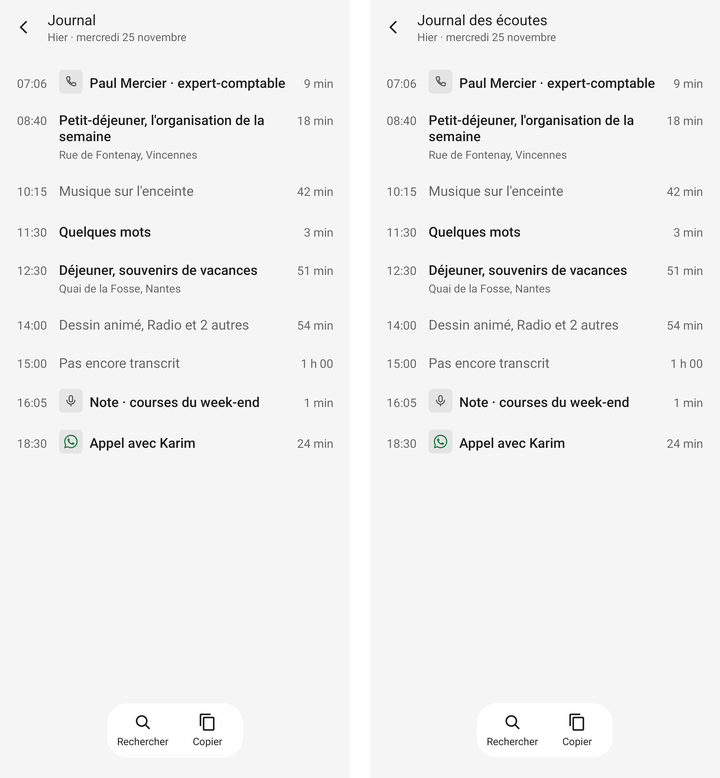 Journal
Hier · mercredi 25 novembre
07:06 Paul Mercier · expert-comptable 9 min
08:40 Petit-déjeuner, l'organisation de la semaine 18 min
Rue de Fontenay, Vincennes
10:15 Musique sur l'enceinte 42 min
11:30 Quelques mots 3 min
12:30 Déjeuner, souvenirs de vacances 51 min
Quai de la Fosse, Nantes
14:00 Dessin animé, Radio et 2 autres 54 min
15:00 Pas encore transcrit 1 h 00
16:05 Note · courses du week-end 1 min
18:30 Appel avec Karim 24 min
Rechercher Copier
Journal des écoutes
Hier · mercredi 25 novembre
07:06 Paul Mercier · expert-comptable 9 min
08:40 Petit-déjeuner, l'organisation de la semaine 18 min
Rue de Fontenay, Vincennes
10:15 Musique sur l'enceinte 42 min
11:30 Quelques mots 3 min
12:30 Déjeuner, souvenirs de vacances 51 min
Quai de la Fosse, Nantes
14:00 Dessin animé, Radio et 2 autres 54 min
15:00 Pas encore transcrit 1 h 00
16:05 Note · courses du week-end 1 min
18:30 Appel avec Karim 24 min
Rechercher Copier